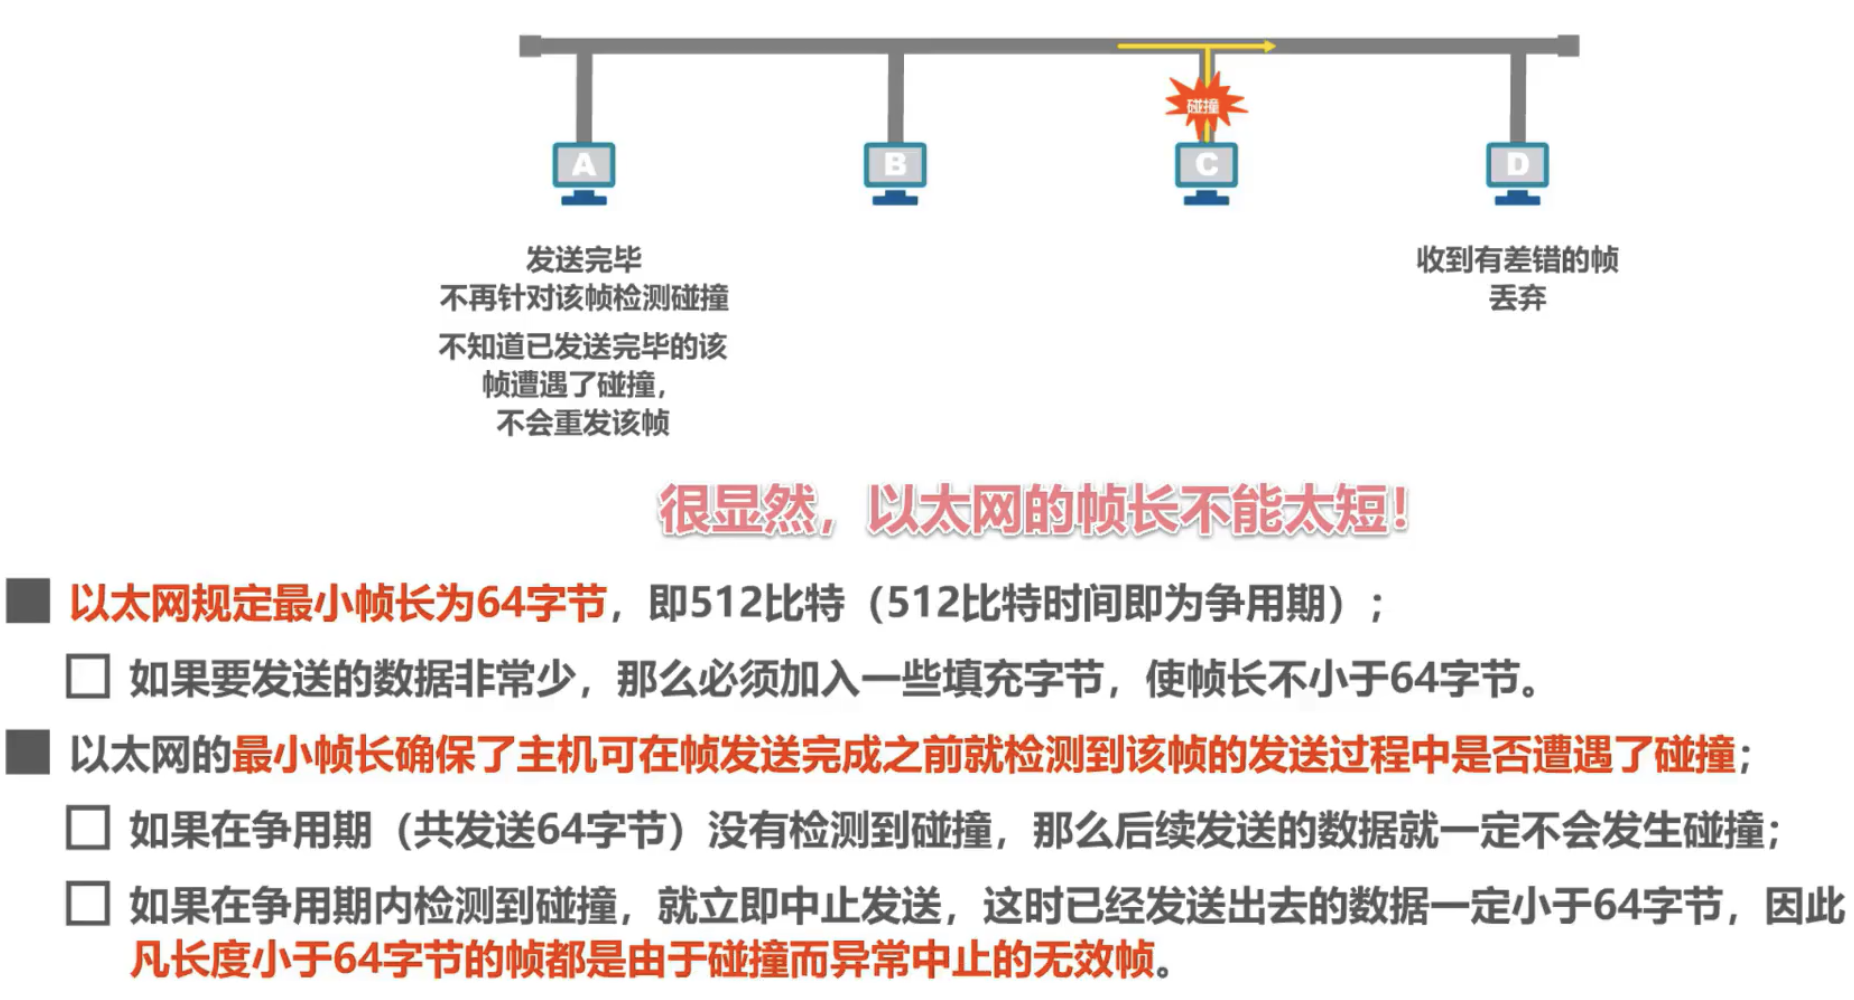 碰撞
A
B
C
D
发送完毕
不再针对该帧检测碰撞
不知道已发送完毕的该
帧遭遇了碰撞，
不会重发该帧
收到有差错的帧
丢弃
很显然，以太网的帧长不能太短！
以太网规定最小帧长为64字节，即512比特（512比特时间即为争用期）；
如果要发送的数据非常少，那么必须加入一些填充字节，使帧长不小于64字节。
以太网的最小帧长确保了主机可在帧发送完成之前就检测到该帧的发送过程中是否遭遇了碰撞；
如果在争用期（共发送64字节）没有检测到碰撞，那么后续发送的数据就一定不会发生碰撞；
如果在争用期内检测到碰撞，就立即中止发送，这时已经发送出去的数据一定小于64字节，因此
凡长度小于64字节的帧都是由于碰撞而异常中止的无效帧。